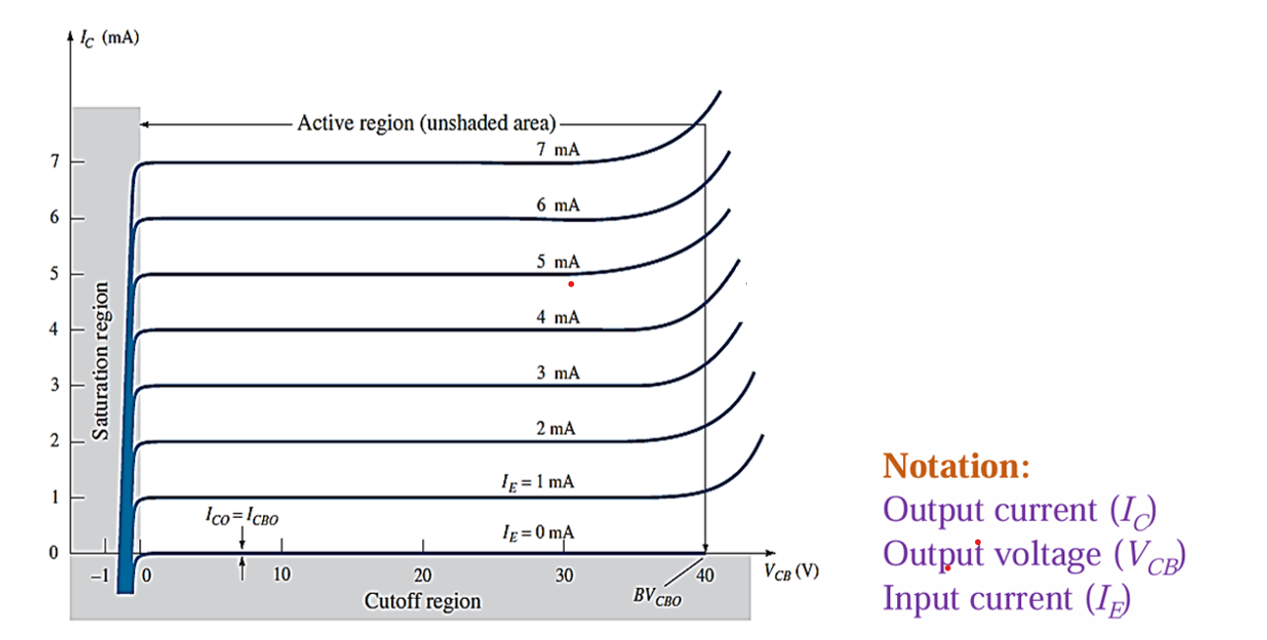 I_C (mA)
Active region (unshaded area)
7 mA
7
6 mA
6
5 mA
5
4 mA
4
3 mA
3
2 mA
2
I_E = 1 mA
1
I_CO = I_CBO
I_E = 0 mA
0
Saturation region
−1 0 10 20 30 40 V_CB (V)
Cutoff region
BV_CBO
Notation:
Output current (I_C)
Output voltage (V_CB)
Input current (I_E)